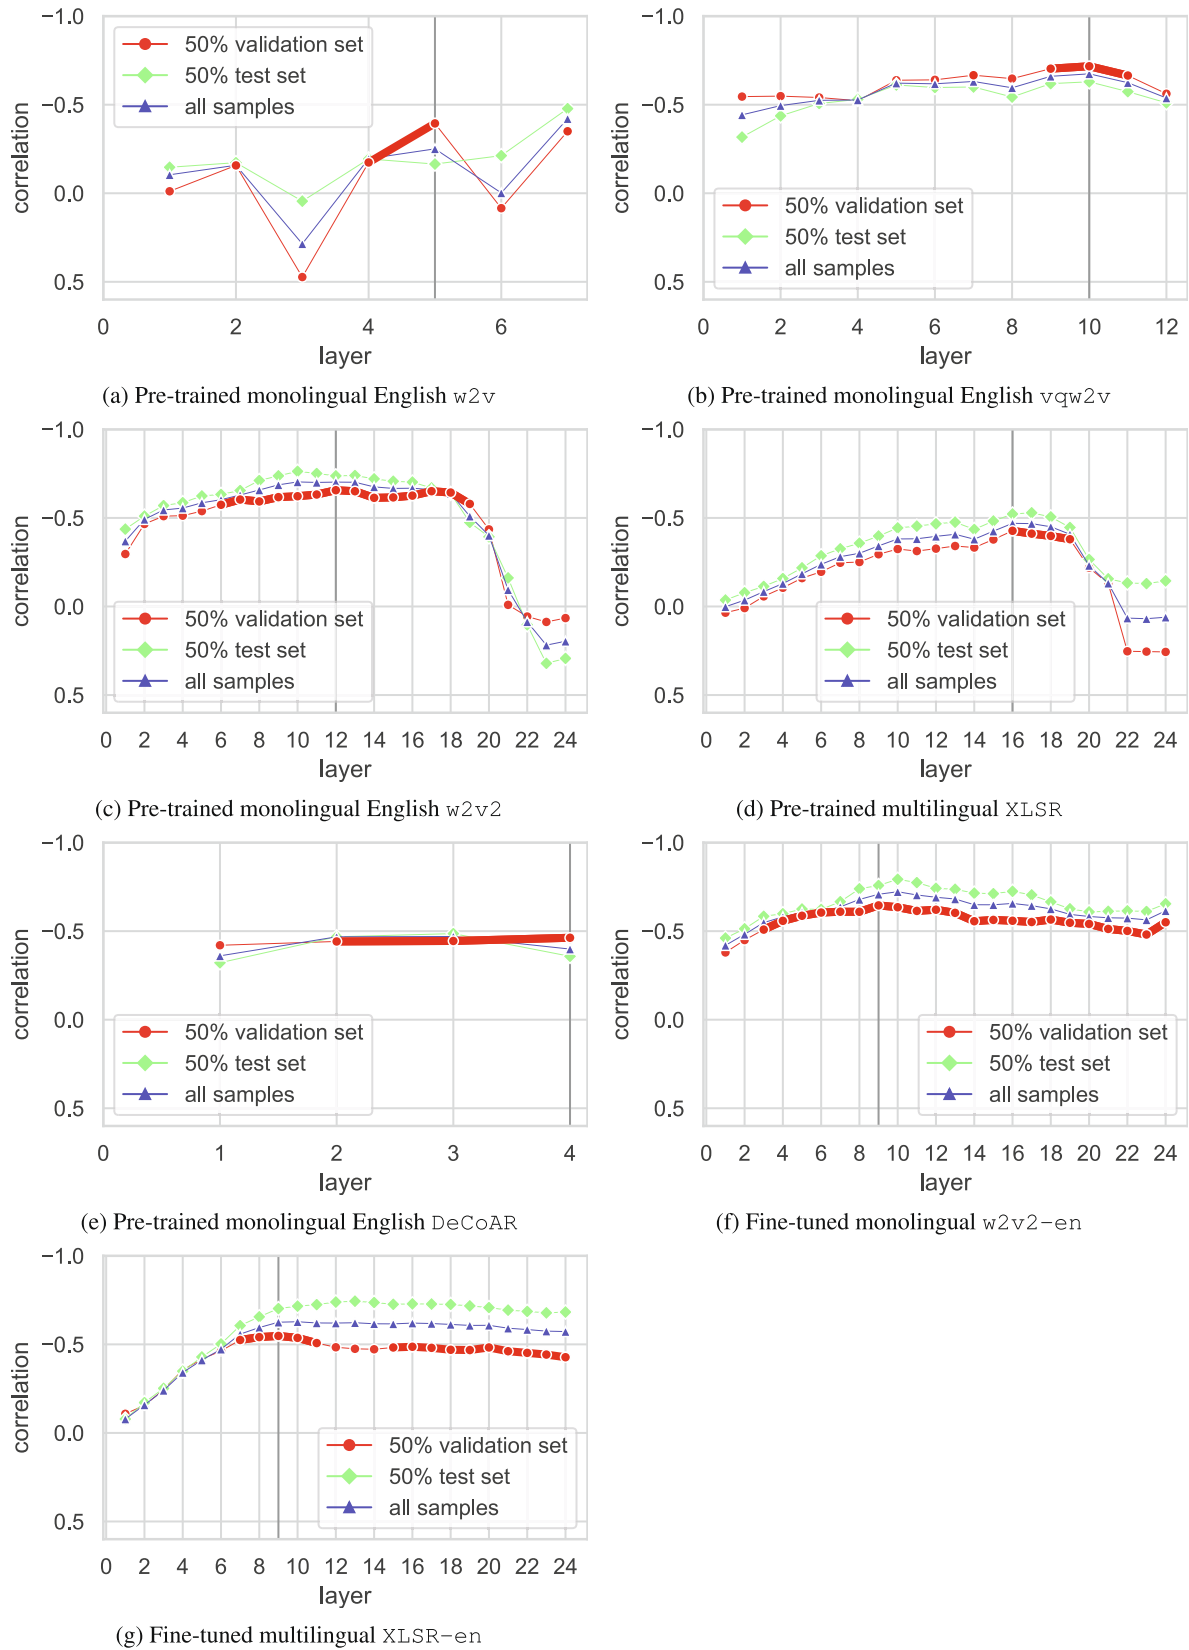 −1.0
−0.5
0.0
0.5
correlation
50% validation set
50% test set
all samples
0 2 4 6
layer
(a) Pre-trained monolingual English w2v
−1.0
−0.5
0.0
0.5
correlation
50% validation set
50% test set
all samples
0 2 4 6 8 10 12
layer
(b) Pre-trained monolingual English vqw2v
−1.0
−0.5
0.0
0.5
correlation
50% validation set
50% test set
all samples
0 2 4 6 8 10 12 14 16 18 20 22 24
layer
(c) Pre-trained monolingual English w2v2
−1.0
−0.5
0.0
0.5
correlation
50% validation set
50% test set
all samples
0 2 4 6 8 10 12 14 16 18 20 22 24
layer
(d) Pre-trained multilingual XLSR
−1.0
−0.5
0.0
0.5
correlation
50% validation set
50% test set
all samples
0 1 2 3 4
layer
(e) Pre-trained monolingual English DeCoAR
−1.0
−0.5
0.0
0.5
correlation
50% validation set
50% test set
all samples
0 2 4 6 8 10 12 14 16 18 20 22 24
layer
(f) Fine-tuned monolingual w2v2-en
−1.0
−0.5
0.0
0.5
correlation
50% validation set
50% test set
all samples
0 2 4 6 8 10 12 14 16 18 20 22 24
layer
(g) Fine-tuned multilingual XLSR-en